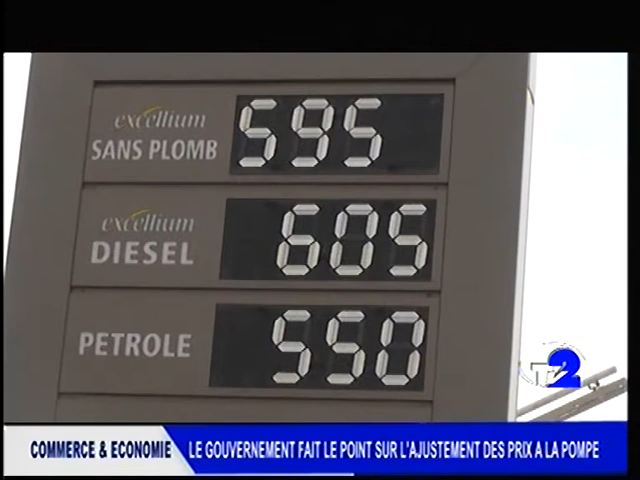 excellium
SANS PLOMB
595
excellium
DIESEL
605
PETROLE
550
2
COMMERCE & ECONOMIE
LE GOUVERNEMENT FAIT LE POINT SUR L'AJUSTEMENT DES PRIX A LA POMPE